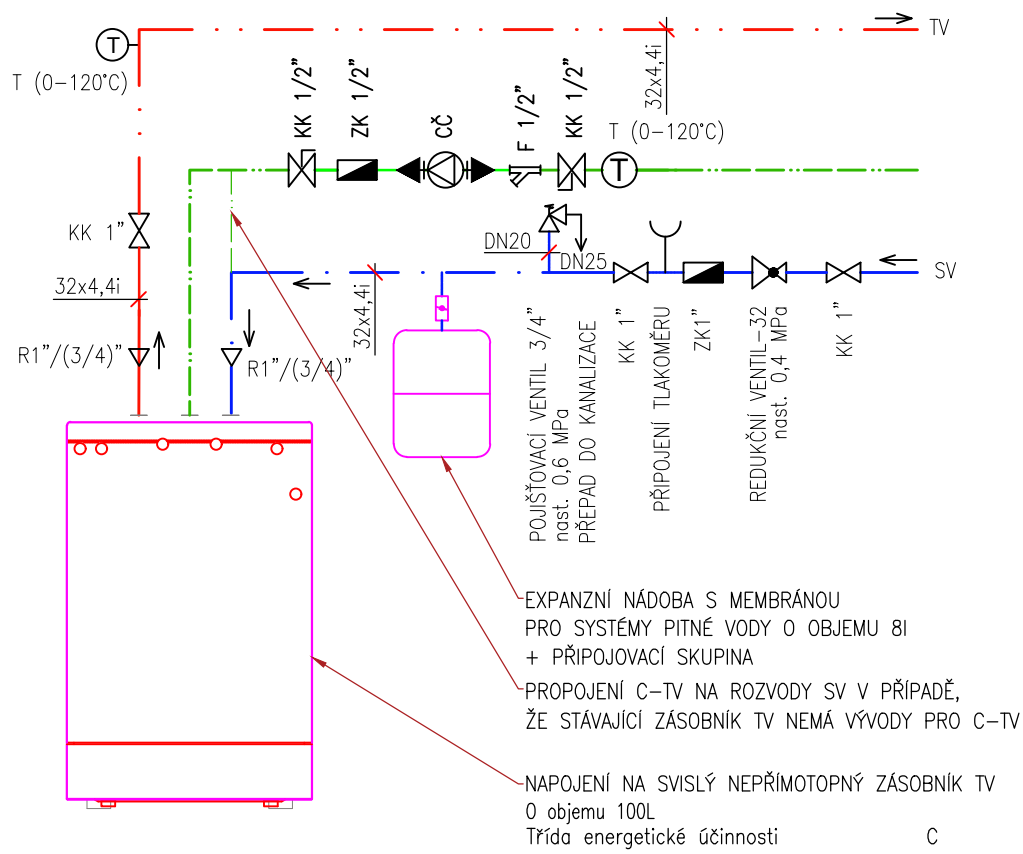 TV
T
T (0–120°C)
32x4,4i
KK 1/2"
ZK 1/2"
CČ
F 1/2"
KK 1/2"
T (0–120°C)
T
KK 1"
32x4,4i
R1"/(3/4)"
R1"/(3/4)"
32x4,4i
DN20
DN25
SV
POJIŠŤOVACÍ VENTIL 3/4"
nast. 0,6 MPa
PŘEPAD DO KANALIZACE
KK 1"
PŘIPOJENÍ TLAKOMĚRU
ZK1"
REDUKČNÍ VENTIL–32
nast. 0,4 MPa
KK 1"
EXPANZNÍ NÁDOBA S MEMBRÁNOU
PRO SYSTÉMY PITNÉ VODY O OBJEMU 8l
+ PŘIPOJOVACÍ SKUPINA
PROPOJENÍ C–TV NA ROZVODY SV V PŘÍPADĚ,
ŽE STÁVAJÍCÍ ZÁSOBNÍK TV NEMÁ VÝVODY PRO C–TV
NAPOJENÍ NA SVISLÝ NEPŘÍMOTOPNÝ ZÁSOBNÍK TV
O objemu 100L
Třída energetické účinnosti C